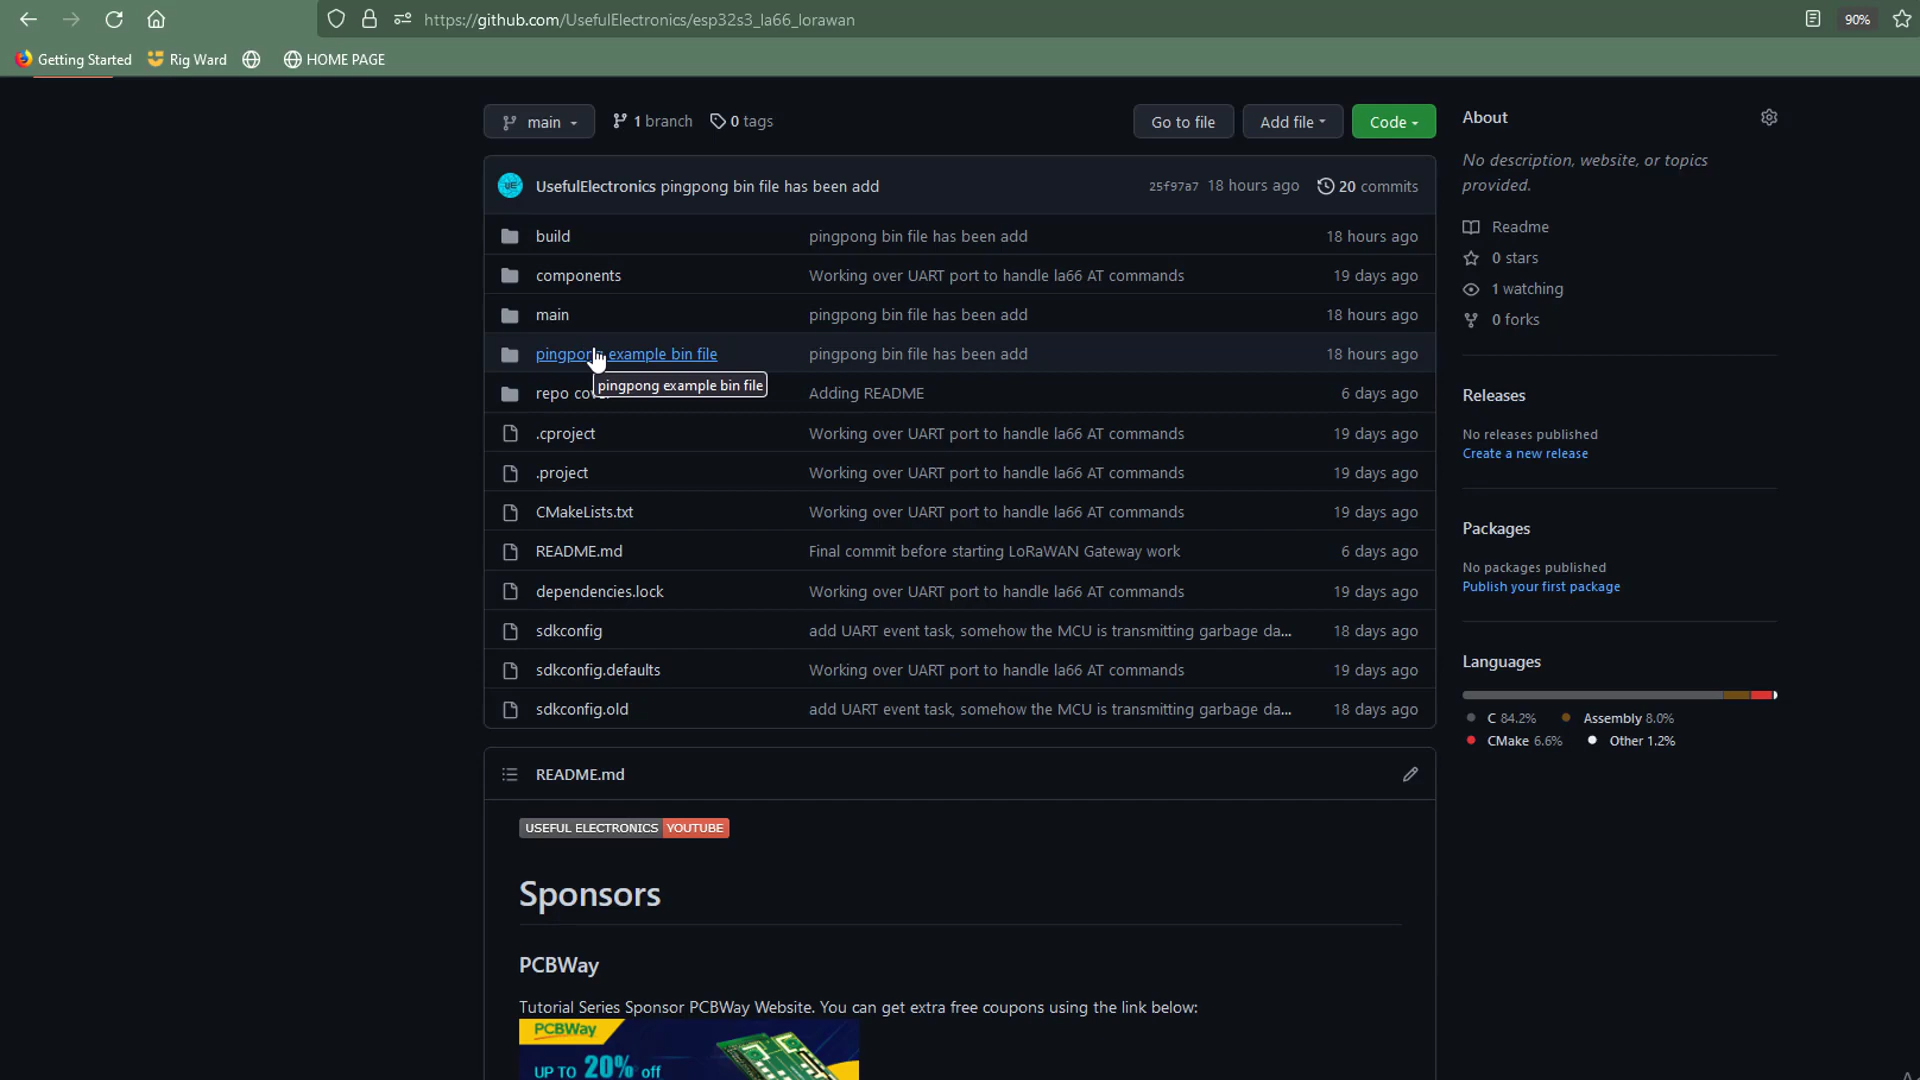 https://github.com/UsefulElectronics/esp32s3_la66_lorawan
90%
Getting Started
Rig Ward
HOME PAGE
main
1 branch
0 tags
Go to file
Add file
Code
About
No description, website, or topics
provided.
UsefulElectronics pingpong bin file has been add
25f97a7 18 hours ago
20 commits
build
pingpong bin file has been add
18 hours ago
components
Working over UART port to handle la66 AT commands
19 days ago
main
pingpong bin file has been add
18 hours ago
pingpong example bin file
pingpong bin file has been add
18 hours ago
pingpong example bin file
repo
Adding README
6 days ago
.cproject
Working over UART port to handle la66 AT commands
19 days ago
.project
Working over UART port to handle la66 AT commands
19 days ago
CMakeLists.txt
Working over UART port to handle la66 AT commands
19 days ago
README.md
Final commit before starting LoRaWAN Gateway work
6 days ago
dependencies.lock
Working over UART port to handle la66 AT commands
19 days ago
sdkconfig
add UART event task, somehow the MCU is transmitting garbage da...
18 days ago
sdkconfig.defaults
Working over UART port to handle la66 AT commands
19 days ago
sdkconfig.old
add UART event task, somehow the MCU is transmitting garbage da...
18 days ago
Readme
0 stars
1 watching
0 forks
Releases
No releases published
Create a new release
Packages
No packages published
Publish your first package
Languages
C 84.2%
Assembly 8.0%
CMake 6.6%
Other 1.2%
README.md
USEFUL ELECTRONICS YOUTUBE
Sponsors
PCBWay
Tutorial Series Sponsor PCBWay Website. You can get extra free coupons using the link below:
PCBWay
UP TO 20% off